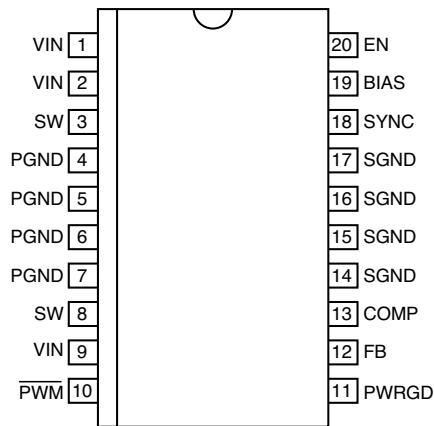 VIN 1 20 EN
VIN 2 19 BIAS
SW 3 18 SYNC
PGND 4 17 SGND
PGND 5 16 SGND
PGND 6 15 SGND
PGND 7 14 SGND
SW 8 13 COMP
VIN 9 12 FB
P̅W̅M̅ 10 11 PWRGD